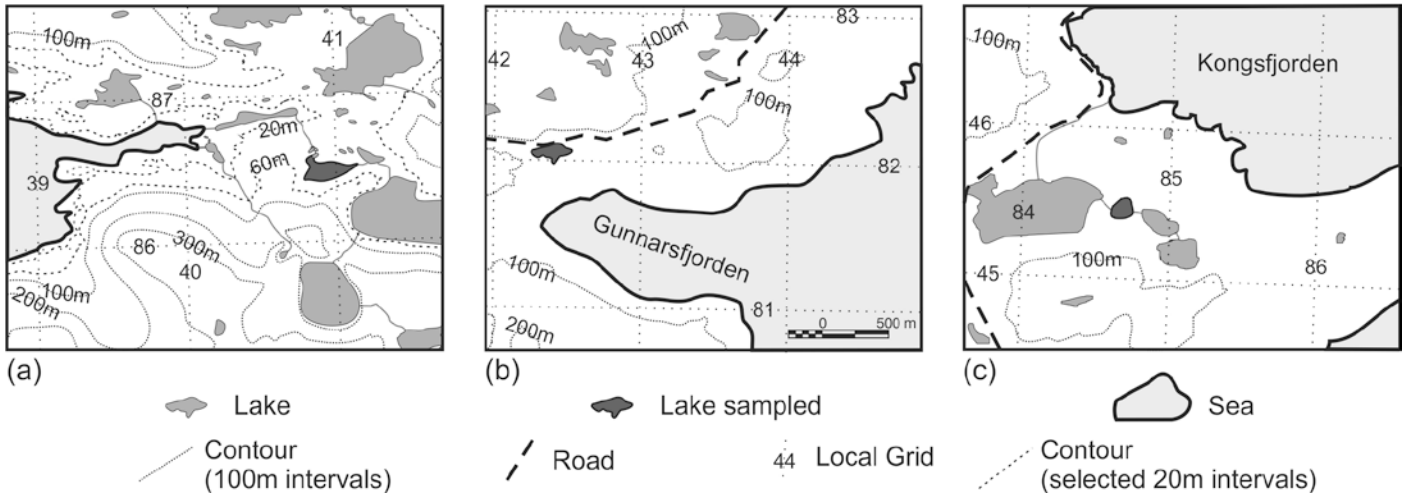 100m
41
87
20m
60m
39
300m
86
40
100m
200m
(a)
83
100m
42
43
44
100m
82
Gunnarsfjorden
100m
81
0 500 m
200m
(b)
100m
Kongsfjorden
46
85
84
100m
45
86
(c)
Lake
Lake sampled
Sea
Contour
(100m intervals)
Road
44 Local Grid
Contour
(selected 20m intervals)